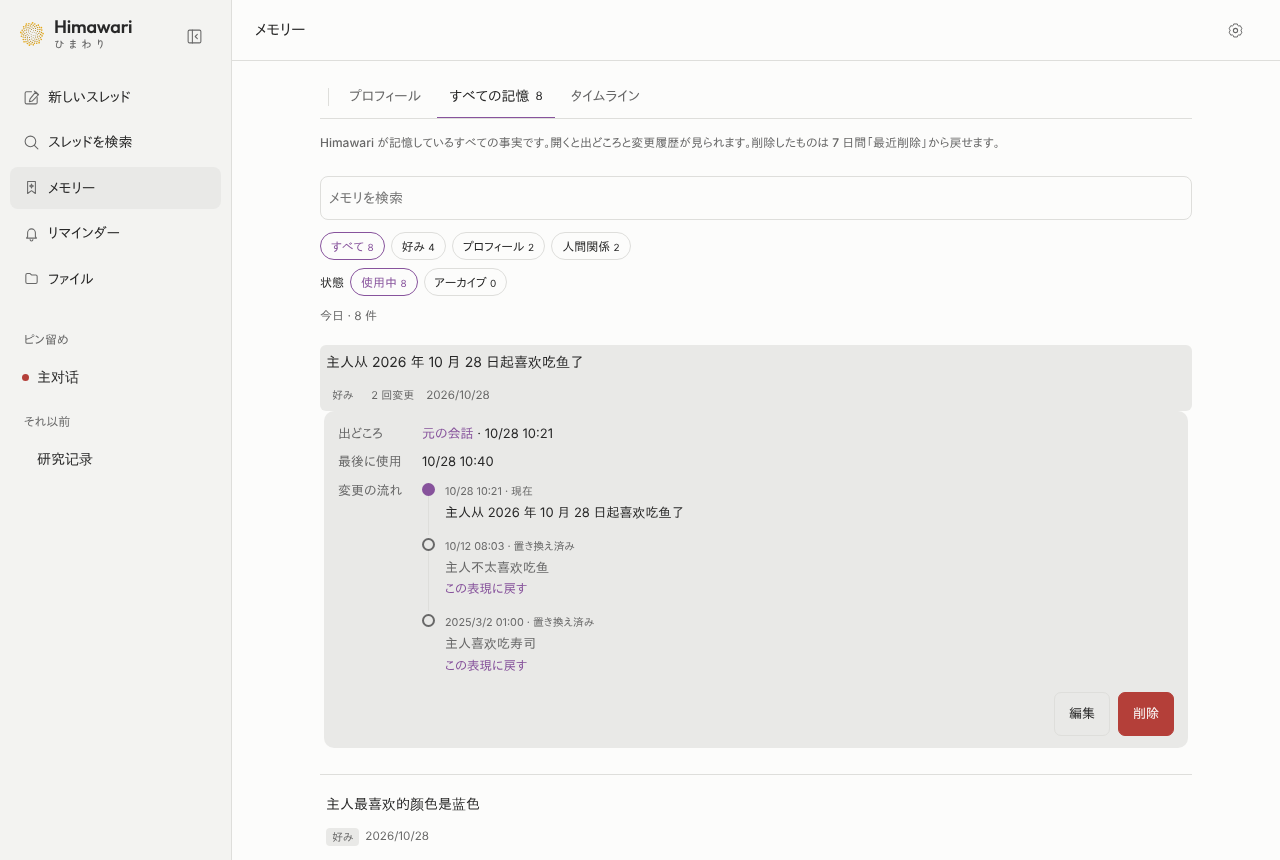 Himawari
ひまわり
新しいスレッド
スレッドを検索
メモリー
リマインダー
ファイル
ピン留め
主对话
それ以前
研究记录
メモリー
プロフィール
すべての記憶 8
タイムライン
Himawari が記憶しているすべての事実です。開くと出どころと変更履歴が見られます。削除したものは 7 日間「最近削除」から戻せます。
メモリを検索
すべて 8
好み 4
プロフィール 2
人間関係 2
状態
使用中 8
アーカイブ 0
今日 · 8 件
主人从 2026 年 10 月 28 日起喜欢吃鱼了
好み 2 回変更 2026/10/28
出どころ 元の会話 · 10/28 10:21
最後に使用 10/28 10:40
変更の流れ 10/28 10:21 · 現在
主人从 2026 年 10 月 28 日起喜欢吃鱼了
10/12 08:03 · 置き換え済み
主人不太喜欢吃鱼
この表現に戻す
2025/3/2 01:00 · 置き換え済み
主人喜欢吃寿司
この表現に戻す
編集
削除
主人最喜欢的颜色是蓝色
好み 2026/10/28